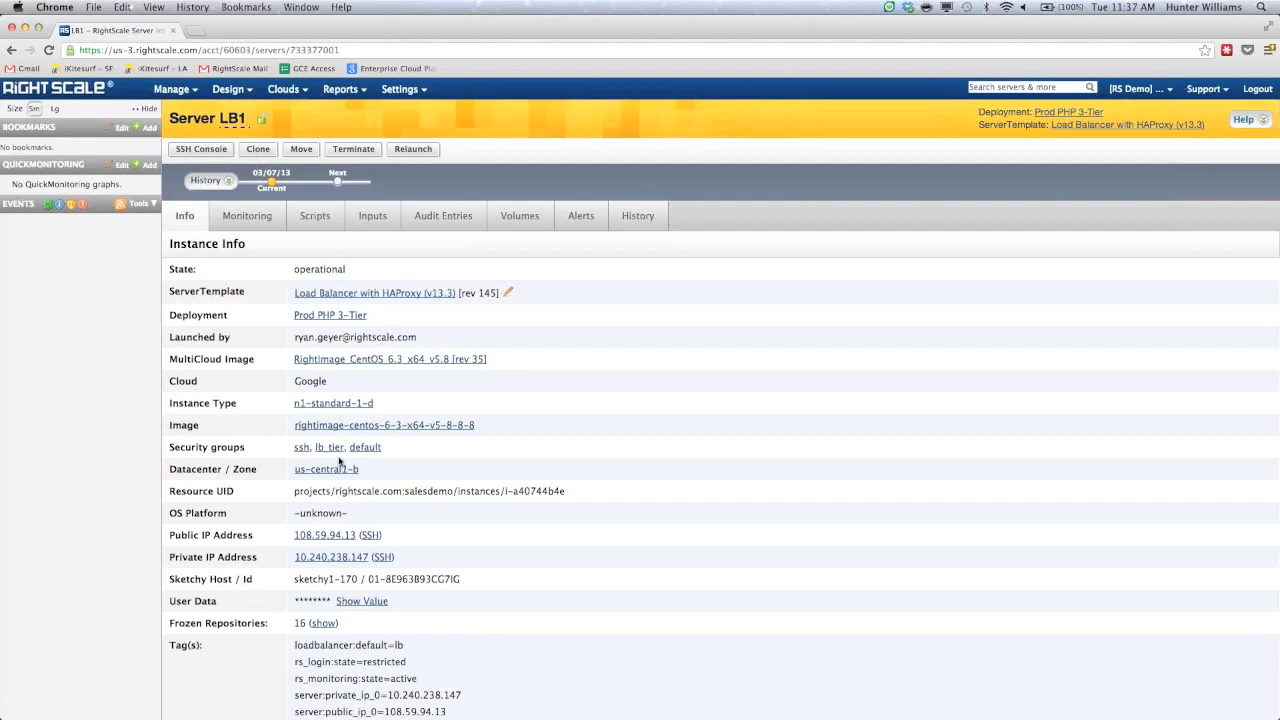 Chrome File Edit View History Bookmarks Window Help (100%) Tue 11:37 AM Hunter Williams
LB1 - RightScale Server Inf
https://us-3.rightscale.com/acct/60603/servers/733377001
Gmail iKitesurf - SF iKitesurf - LA RightScale Mail GCE Access Enterprise Cloud Pla
RIGHTSCALE® Manage Design Clouds Reports Settings Search servers & more [RS Demo] ... Support Logout
Size Sm Lg Hide
BOOKMARKS Edit Add
No bookmarks.
QUICKMONITORING Edit Add
No QuickMonitoring graphs.
EVENTS Tools
Server LB1
Deployment: Prod PHP 3-Tier
ServerTemplate: Load Balancer with HAProxy (v13.3)
Help
SSH Console Clone Move Terminate Relaunch
History 03/07/13 Current Next
Info Monitoring Scripts Inputs Audit Entries Volumes Alerts History
Instance Info
State: operational
ServerTemplate Load Balancer with HAProxy (v13.3) [rev 145]
Deployment Prod PHP 3-Tier
Launched by ryan.geyer@rightscale.com
MultiCloud Image RightImage_CentOS_6.3_x64_v5.8 [rev 35]
Cloud Google
Instance Type n1-standard-1-d
Image rightimage-centos-6-3-x64-v5-8-8-8
Security groups ssh, lb_tier, default
Datacenter / Zone us-central1-b
Resource UID projects/rightscale.com:salesdemo/instances/i-a40744b4e
OS Platform -unknown-
Public IP Address 108.59.94.13 (SSH)
Private IP Address 10.240.238.147 (SSH)
Sketchy Host / Id sketchy1-170 / 01-8E963B93CG7IG
User Data ******** Show Value
Frozen Repositories: 16 (show)
Tag(s): loadbalancer:default=lb
rs_login:state=restricted
rs_monitoring:state=active
server:private_ip_0=10.240.238.147
server:public_ip_0=108.59.94.13